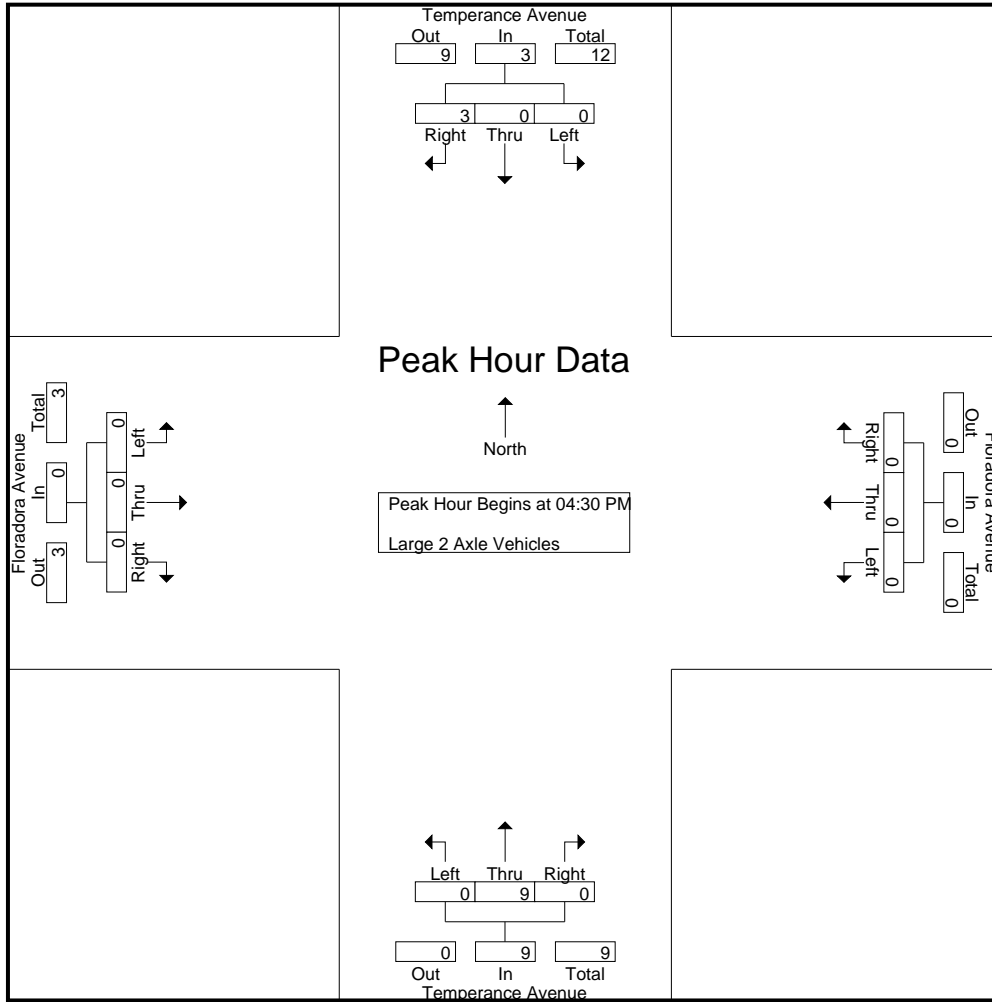 Temperance Avenue
Out In Total
9 3 12
3 0 0
Right Thru Left
Peak Hour Data
North
Peak Hour Begins at 04:30 PM
Large 2 Axle Vehicles
Floradora Avenue
Out In Total
3 0 3
0 0 0
Left Thru Right
Right Thru Left
0 0 0
Out In Total
0 0 0
Floradora Avenue
Left Thru Right
0 9 0
0 9 9
Out In Total
Temperance Avenue